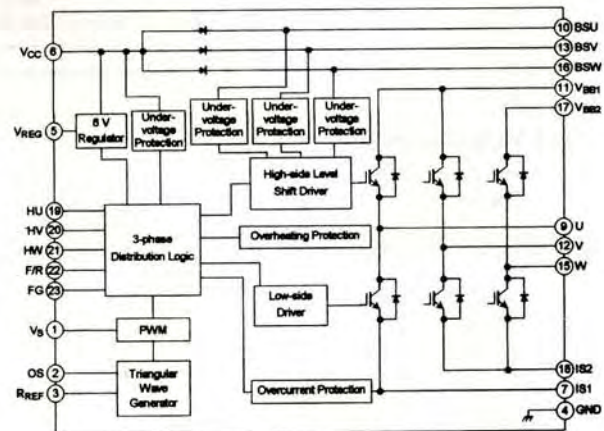 VCC 6
VREG 5
HU 19
HV 20
HW 21
F/R 22
FG 23
VS 1
OS 2
RREF 3
6 V
Regulator
Under-
voltage
Protection
Under-
voltage
Protection
Under-
voltage
Protection
Under-
voltage
Protection
High-side Level
Shift Driver
3-phase
Distribution Logic
Overheating Protection
Low-side
Driver
PWM
Triangular
Wave
Generator
Overcurrent Protection
10 BSU
13 BSV
16 BSW
11 VBB1
17 VBB2
9 U
12 V
15 W
18 IS2
7 IS1
4 GND